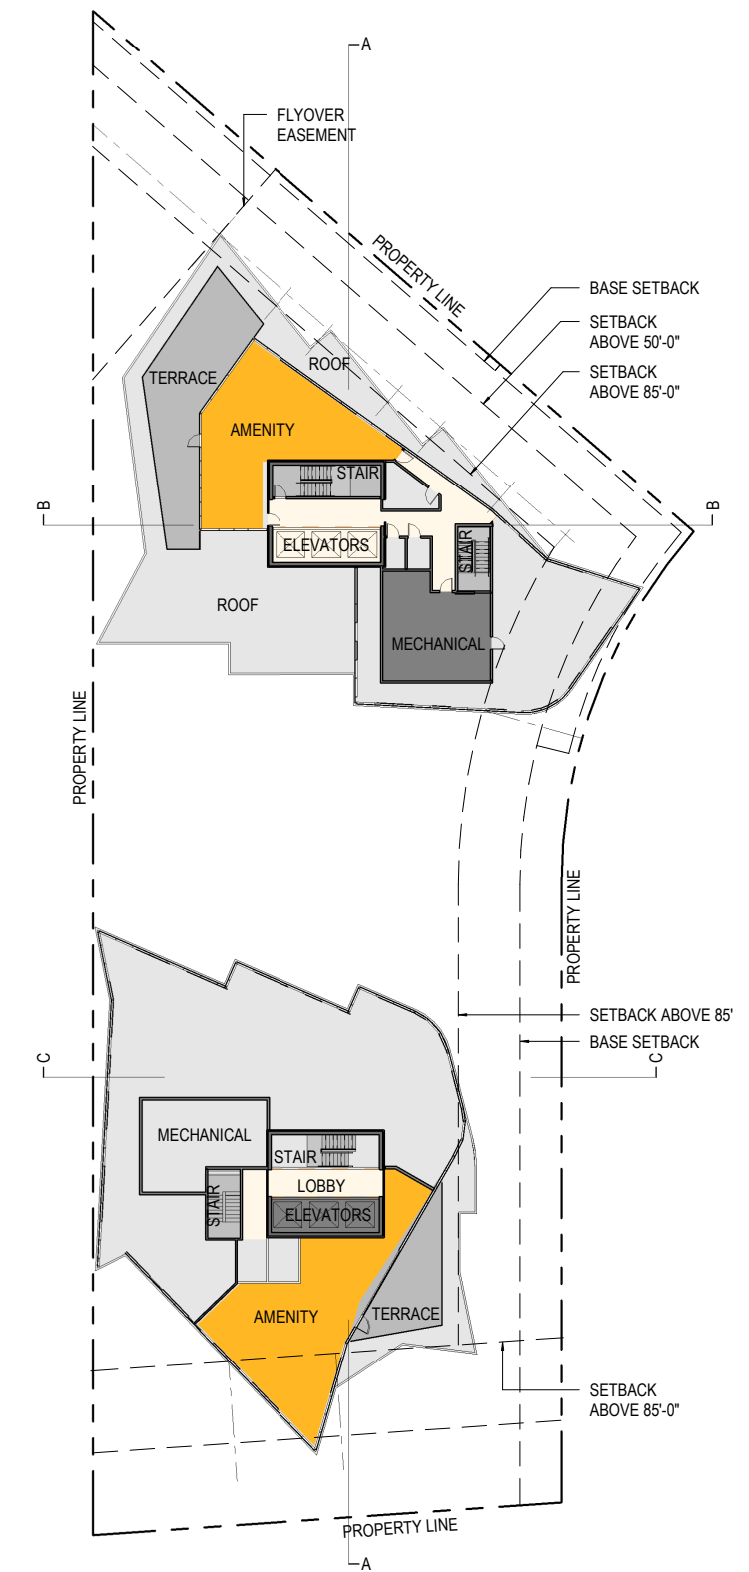 A
FLYOVER
EASEMENT
PROPERTY LINE
BASE SETBACK
SETBACK
ABOVE 50'-0"
SETBACK
ABOVE 85'-0"
ROOF
TERRACE
AMENITY
STAIR
B
B
ELEVATORS
STAIR
ROOF
MECHANICAL
PROPERTY LINE
PROPERTY LINE
SETBACK ABOVE 85'
BASE SETBACK
C
C
MECHANICAL
STAIR
LOBBY
STAIR
ELEVATORS
AMENITY
TERRACE
SETBACK
ABOVE 85'-0"
PROPERTY LINE
A